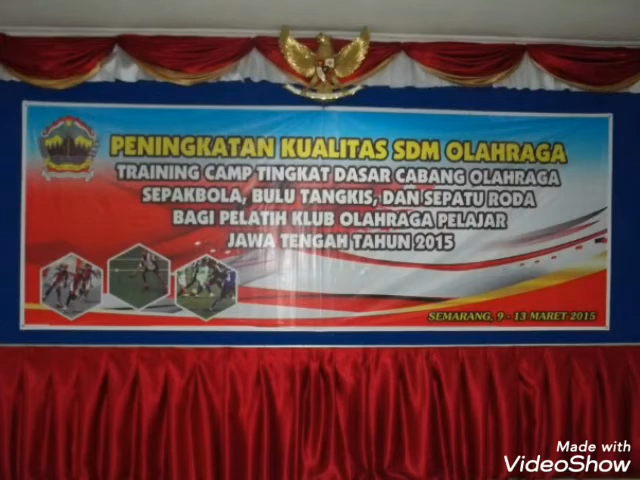 PENINGKATAN KUALITAS SDM OLAHRAGA
TRAINING CAMP TINGKAT DASAR CABANG OLAHRAGA
SEPAKBOLA, BULU TANGKIS, DAN SEPATU RODA
BAGI PELATIH KLUB OLAHRAGA PELAJAR
JAWA TENGAH TAHUN 2015
SEMARANG, 9 - 13 MARET 2015
Made with
VideoShow